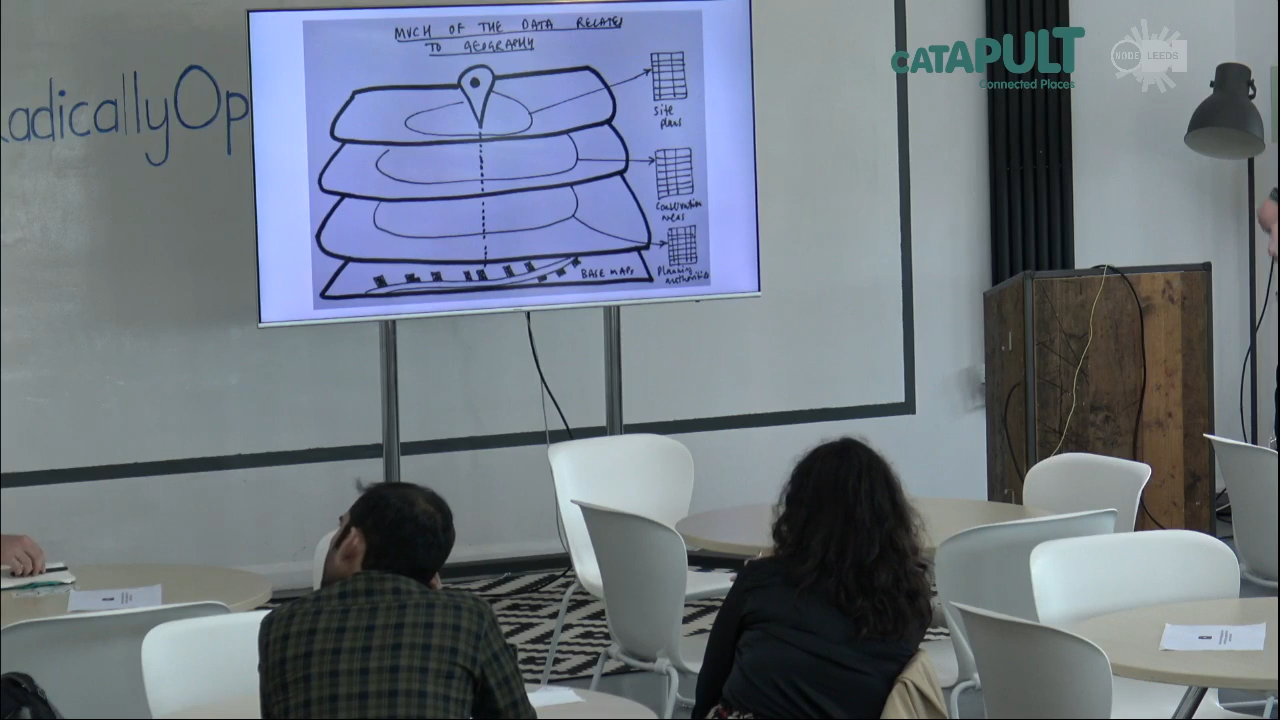 MUCH OF THE DATA RELATES
TO GEOGRAPHY
CATAPULT
Connected Places
NODE LEEDS
RadicallyOp
Site
plans
Conservation
areas
BASE MAPS
Planning
authorities